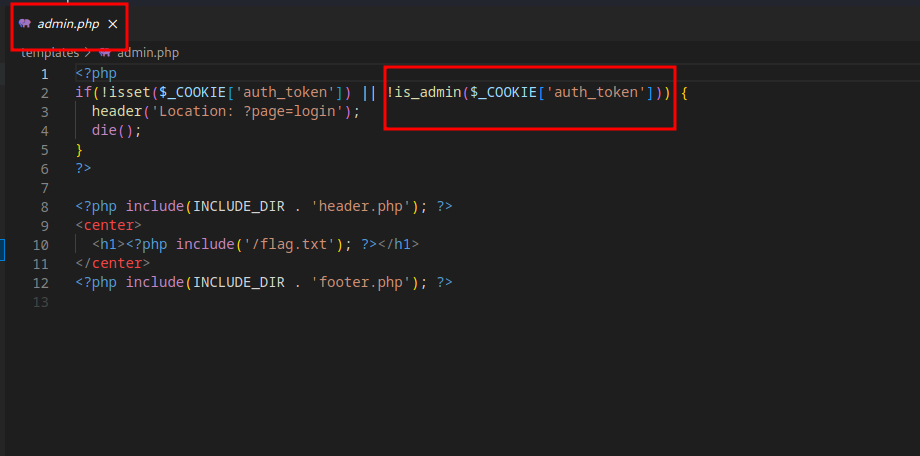 admin.php ×
templates > admin.php
1 <?php
2 if(!isset($_COOKIE['auth_token']) || !is_admin($_COOKIE['auth_token'])) {
3 header('Location: ?page=login');
4 die();
5 }
6 ?>
7
8 <?php include(INCLUDE_DIR . 'header.php'); ?>
9 <center>
10 <h1><?php include('/flag.txt'); ?></h1>
11 </center>
12 <?php include(INCLUDE_DIR . 'footer.php'); ?>
13